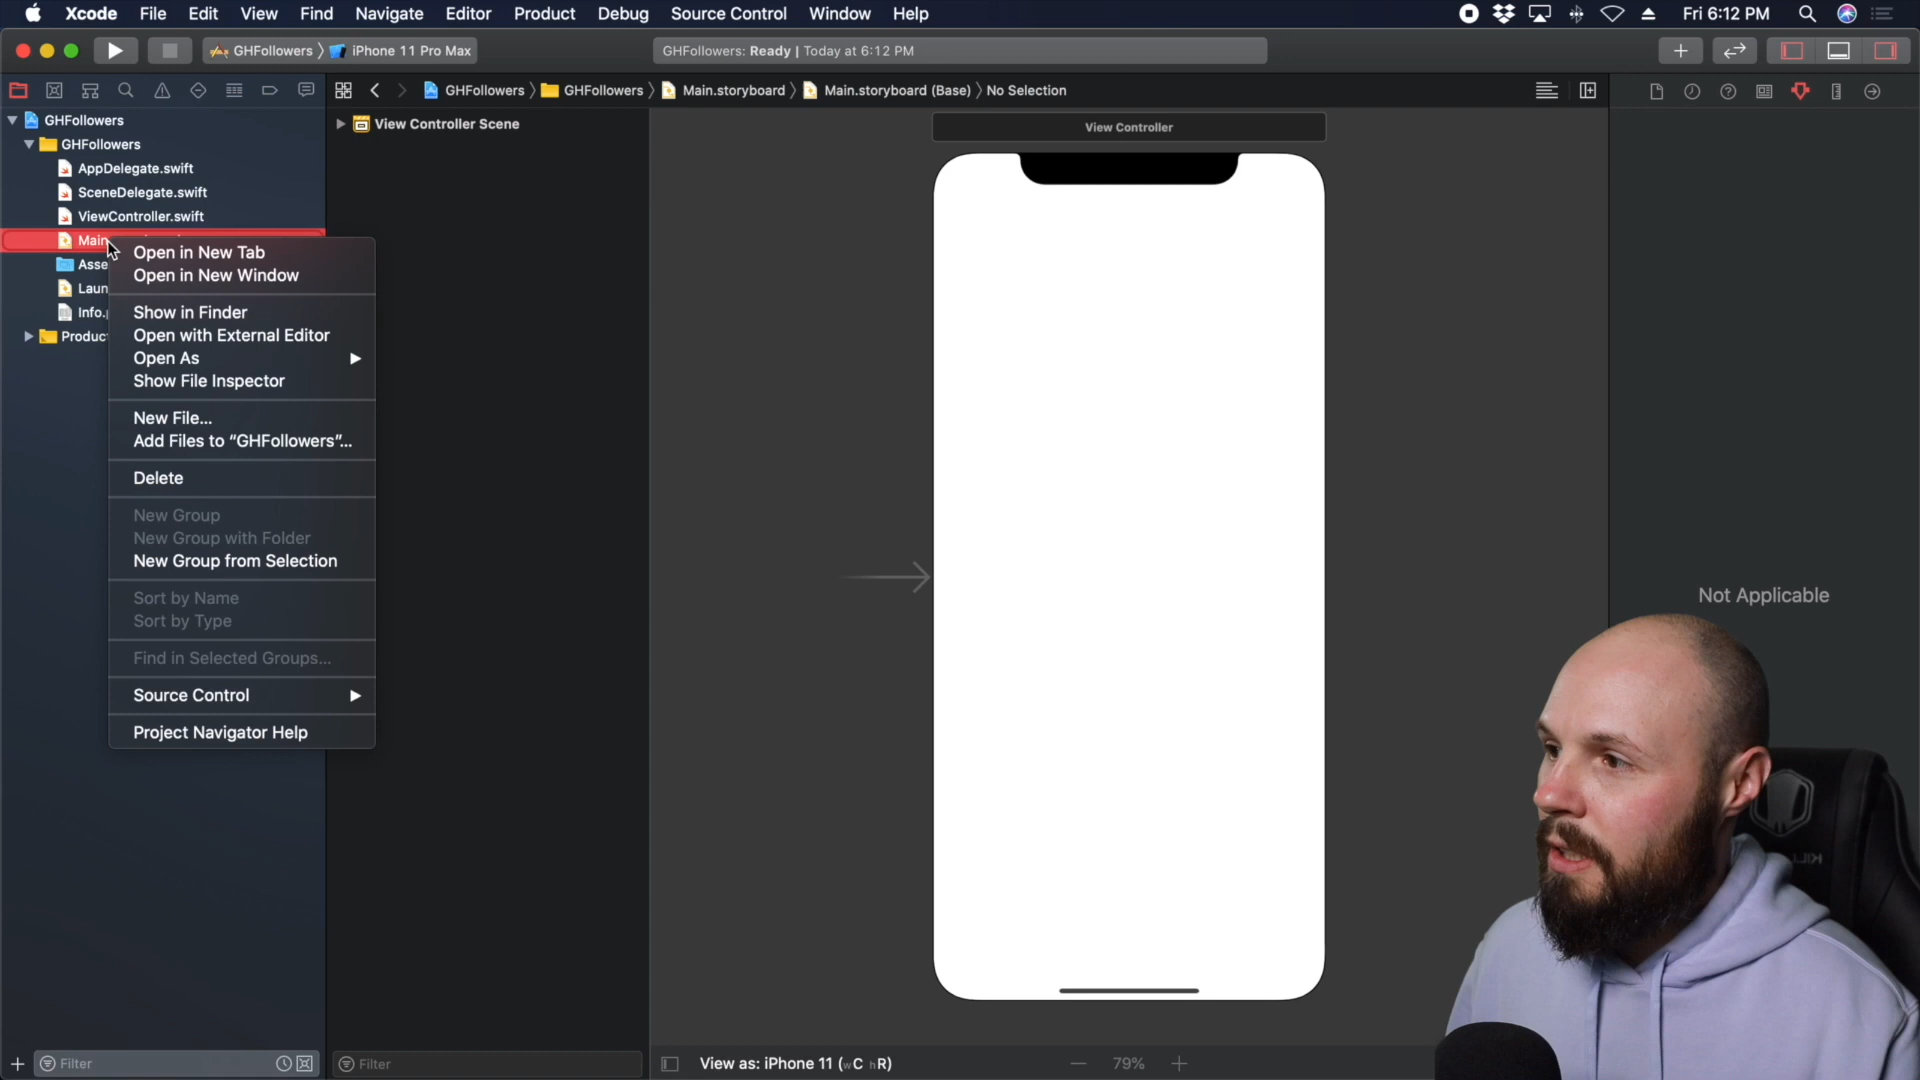 Xcode File Edit View Find Navigate Editor Product Debug Source Control Window Help Fri 6:12 PM
GHFollowers iPhone 11 Pro Max GHFollowers: Ready | Today at 6:12 PM
GHFollowers GHFollowers Main.storyboard Main.storyboard (Base) No Selection
GHFollowers
GHFollowers
AppDelegate.swift
SceneDelegate.swift
ViewController.swift
Main
Asse
Laun
Info.
Produc
Open in New Tab
Open in New Window
Show in Finder
Open with External Editor
Open As
Show File Inspector
New File...
Add Files to “GHFollowers”...
Delete
New Group
New Group with Folder
New Group from Selection
Sort by Name
Sort by Type
Find in Selected Groups...
Source Control
Project Navigator Help
Filter
View Controller Scene
Filter
View Controller
View as: iPhone 11 (wC hR)
79%
Not Applicable